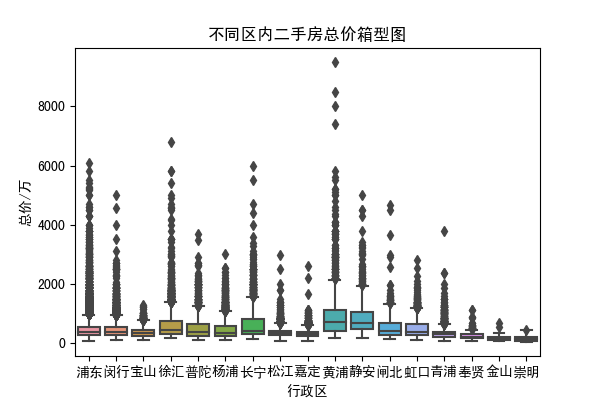 不同区内二手房总价箱型图
总价/万
8000
6000
4000
2000
0
浦东 闵行 宝山 徐汇 普陀 杨浦 长宁 松江 嘉定 黄浦 静安 闸北 虹口 青浦 奉贤 金山 崇明
行政区